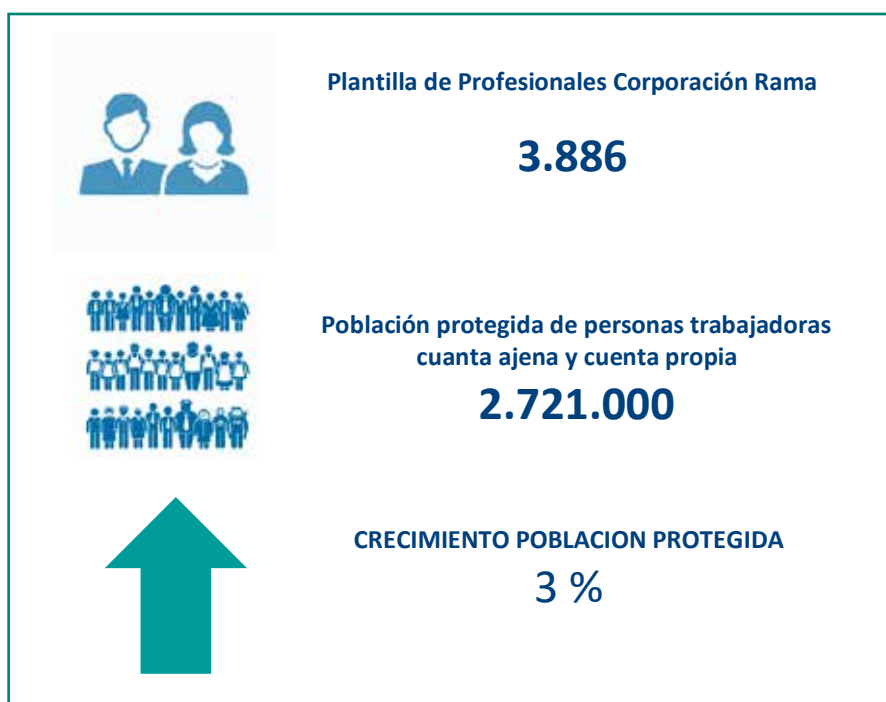 Plantilla de Profesionales Corporación Rama
3.886
Población protegida de personas trabajadoras
cuanta ajena y cuenta propia
2.721.000
CRECIMIENTO POBLACION PROTEGIDA
3 %